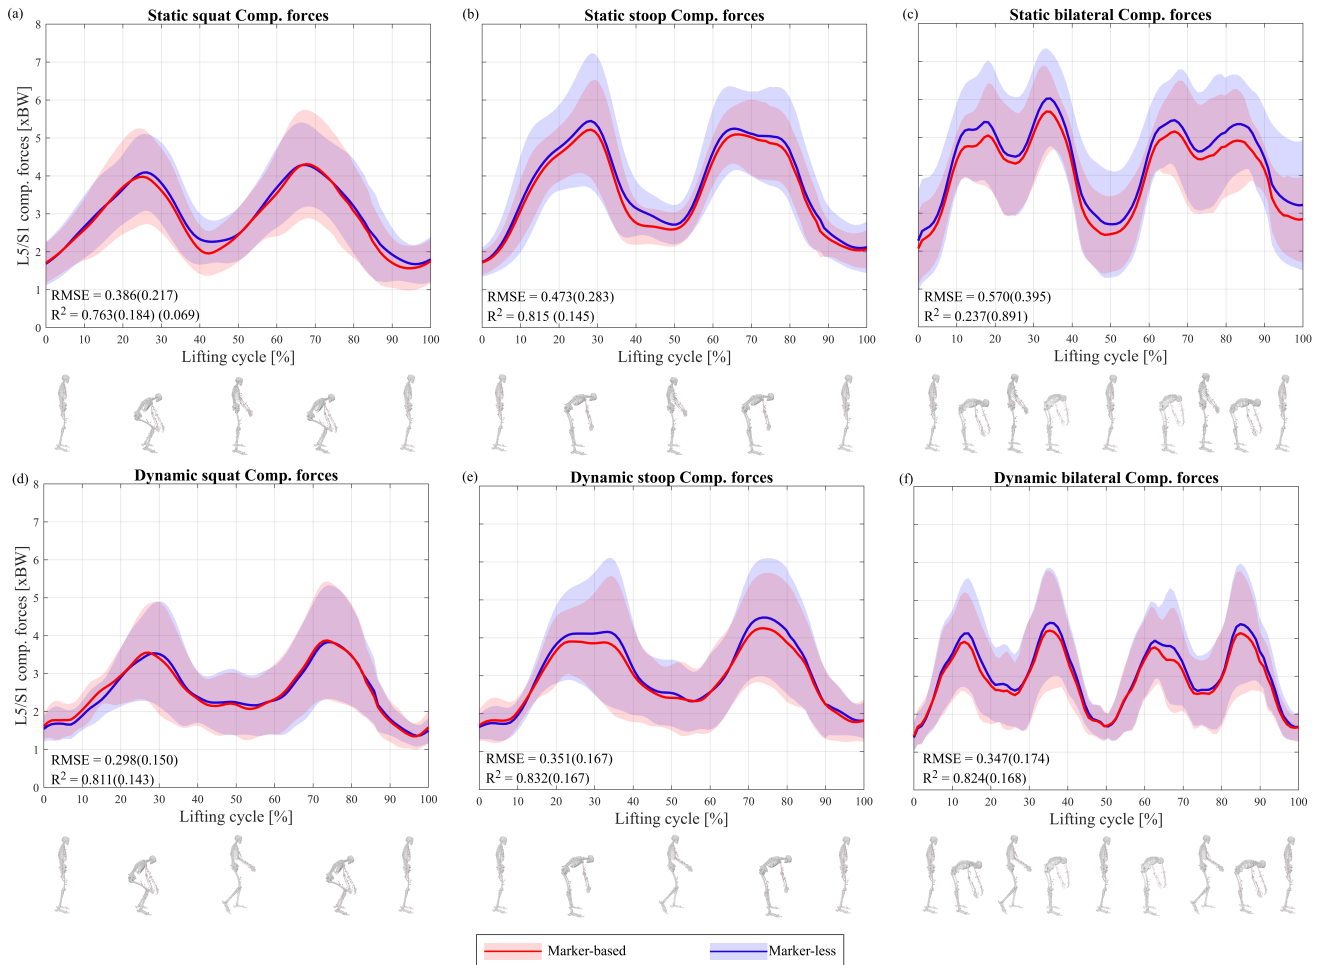 (a)
Static squat Comp. forces
8
7
6
5
4
3
2
1
0
L5/S1 comp. forces [xBW]
RMSE = 0.386(0.217)
R2 = 0.763(0.184) (0.069)
0 10 20 30 40 50 60 70 80 90 100
Lifting cycle [%]
(b)
Static stoop Comp. forces
RMSE = 0.473(0.283)
R2 = 0.815 (0.145)
0 10 20 30 40 50 60 70 80 90 100
Lifting cycle [%]
(c)
Static bilateral Comp. forces
RMSE = 0.570(0.395)
R2 = 0.237(0.891)
0 10 20 30 40 50 60 70 80 90 100
Lifting cycle [%]
(d)
Dynamic squat Comp. forces
8
7
6
5
4
3
2
1
0
L5/S1 comp. forces [xBW]
RMSE = 0.298(0.150)
R2 = 0.811(0.143)
0 10 20 30 40 50 60 70 80 90 100
Lifting cycle [%]
(e)
Dynamic stoop Comp. forces
RMSE = 0.351(0.167)
R2 = 0.832(0.167)
0 10 20 30 40 50 60 70 80 90 100
Lifting cycle [%]
(f)
Dynamic bilateral Comp. forces
RMSE = 0.347(0.174)
R2 = 0.824(0.168)
0 10 20 30 40 50 60 70 80 90 100
Lifting cycle [%]
Marker-based
Marker-less